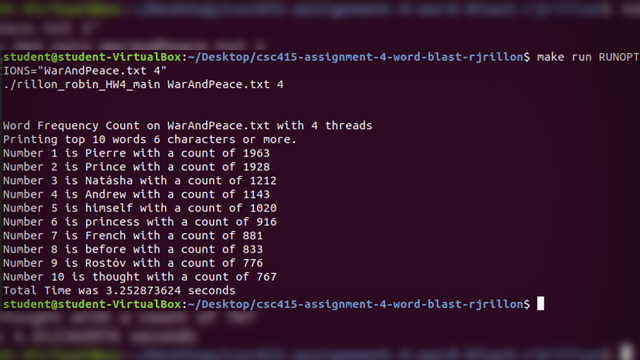 student@student-VirtualBox:~/Desktop/csc415-assignment-4-word-blast-rjrillon$ make run RUNOPT
IONS="WarAndPeace.txt 4"
./rillon_robin_HW4_main WarAndPeace.txt 4
Word Frequency Count on WarAndPeace.txt with 4 threads
Printing top 10 words 6 characters or more.
Number 1 is Pierre with a count of 1963
Number 2 is Prince with a count of 1928
Number 3 is Natásha with a count of 1212
Number 4 is Andrew with a count of 1143
Number 5 is himself with a count of 1020
Number 6 is princess with a count of 916
Number 7 is French with a count of 881
Number 8 is before with a count of 833
Number 9 is Rostóv with a count of 776
Number 10 is thought with a count of 767
Total Time was 3.252873624 seconds
student@student-VirtualBox:~/Desktop/csc415-assignment-4-word-blast-rjrillon$